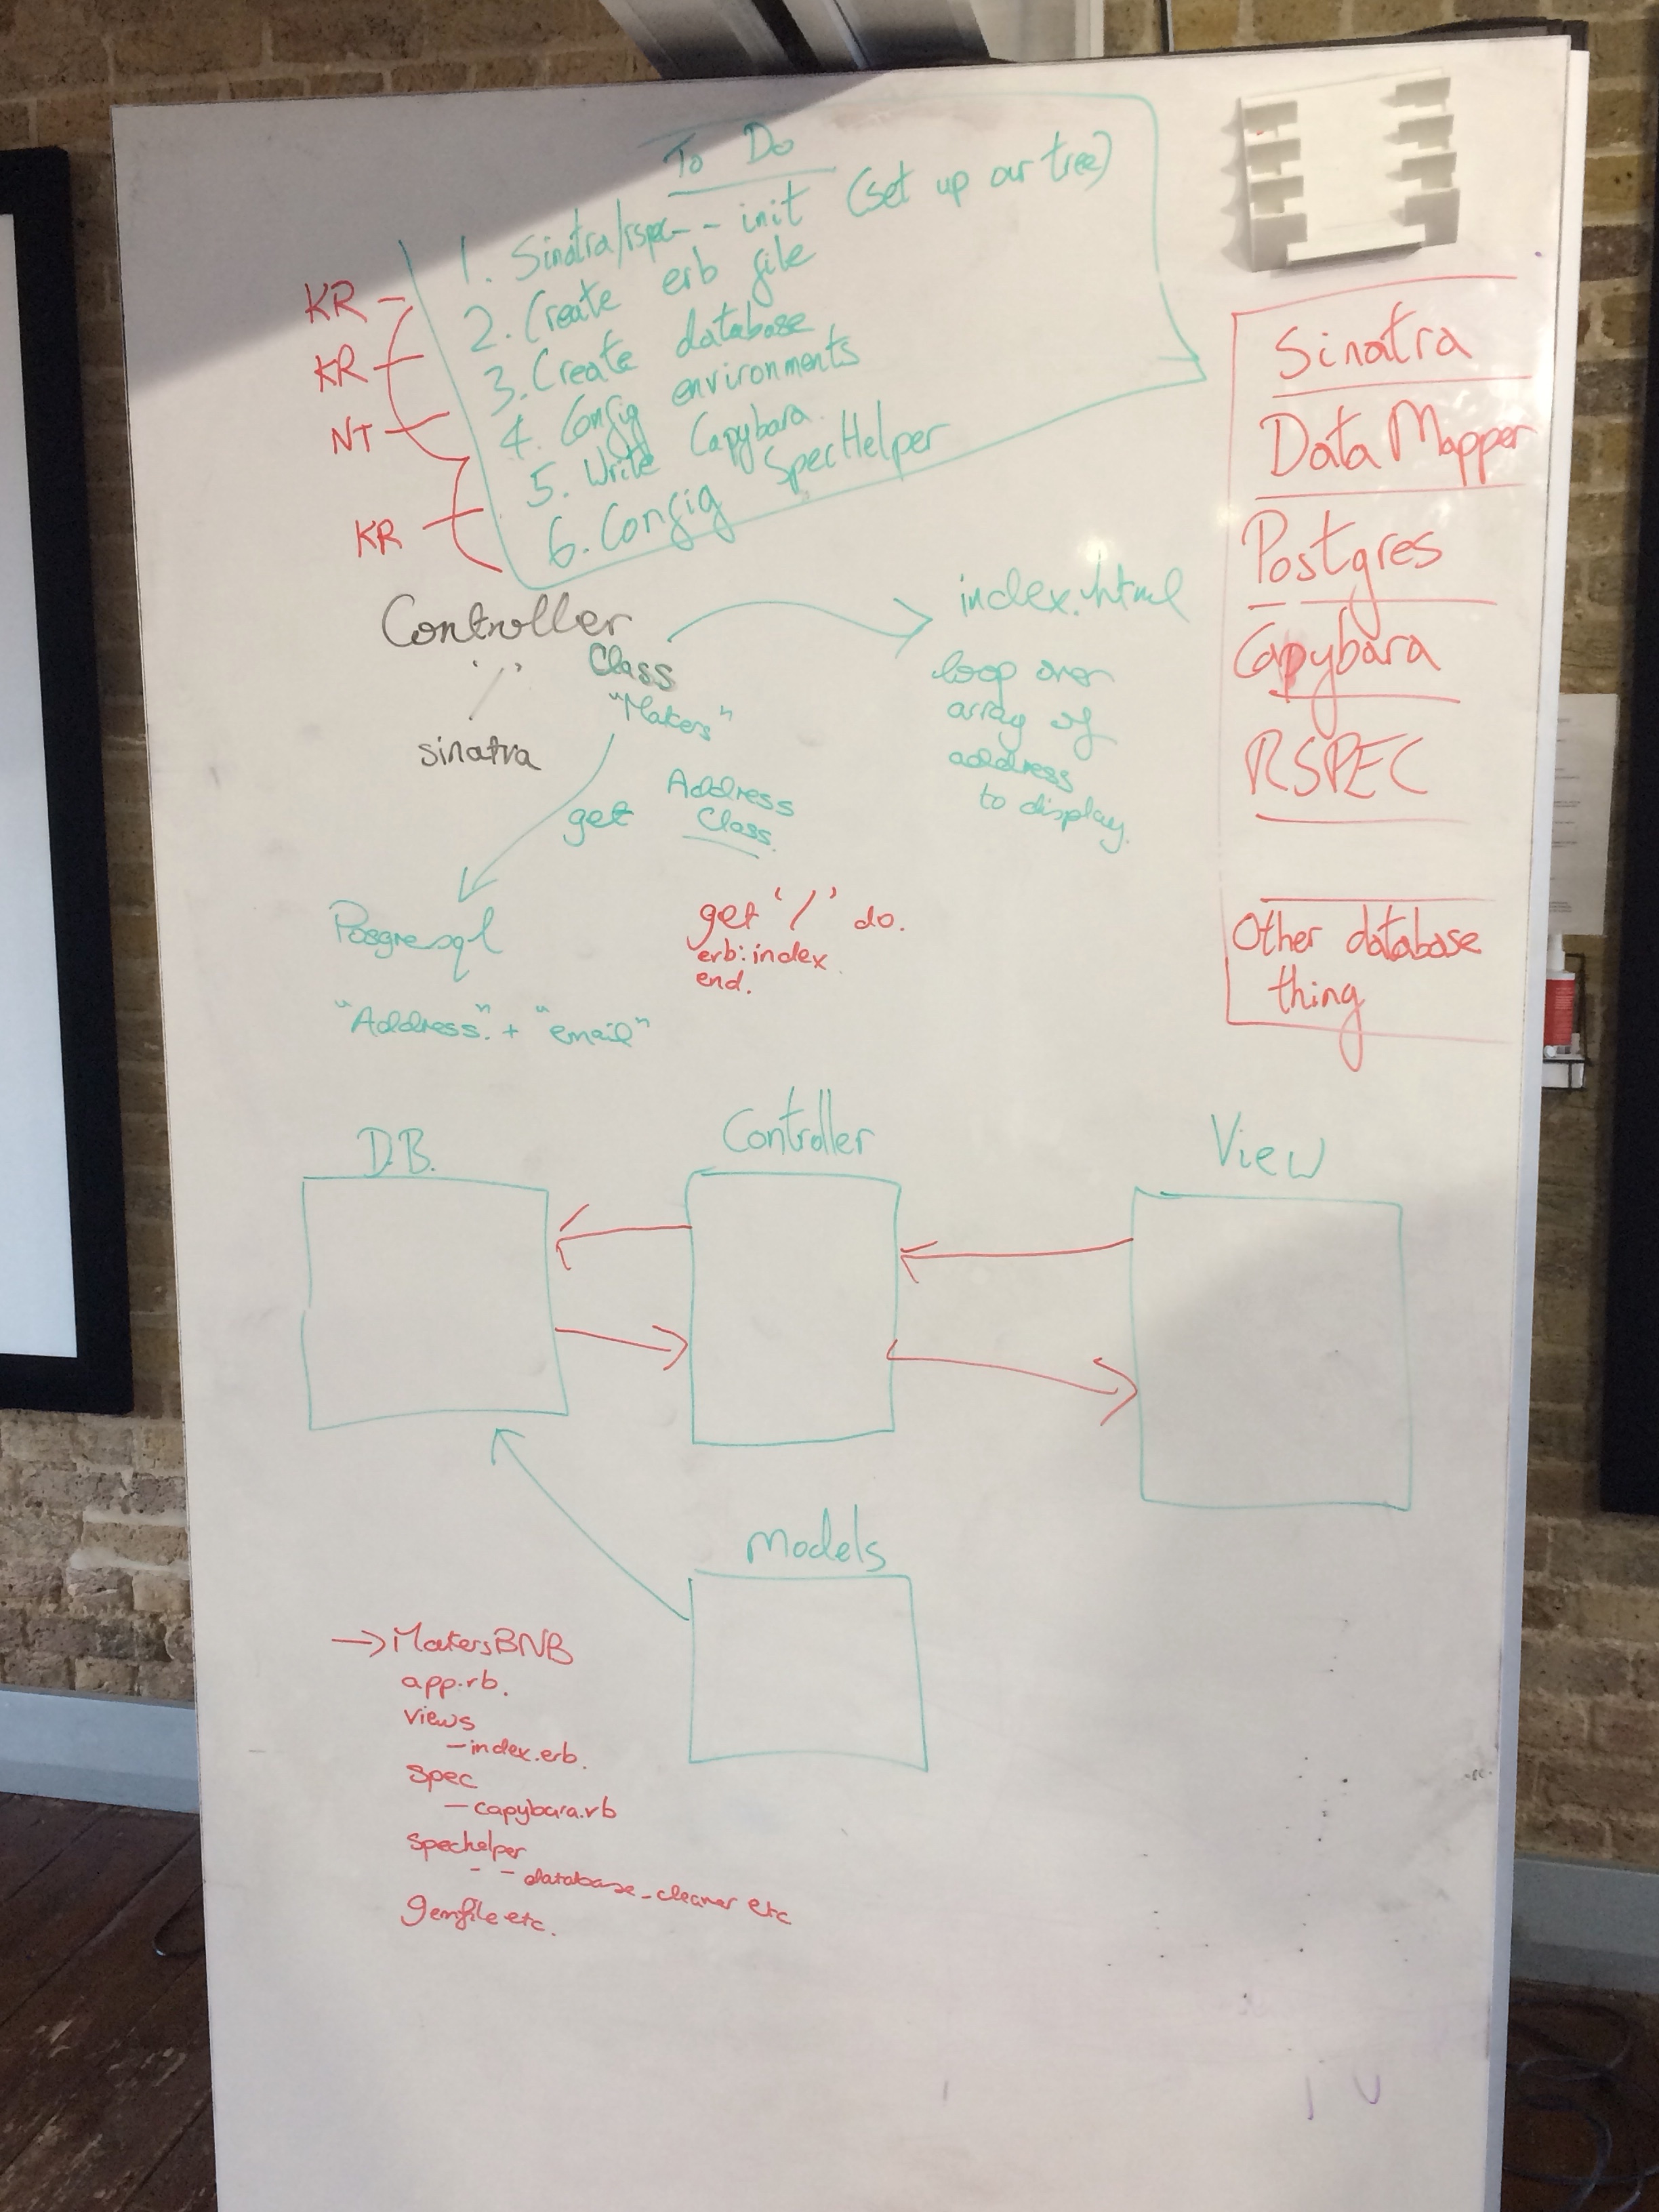 To Do
1. Sinatra/rspec -- init (set up our tree)
2. Create erb file
3. Create database
4. Config environments
5. Write Capybara
6. Config SpecHelper
KR
KR
NT
KR
Sinatra
Data Mapper
Postgres
Capybara
RSPEC
Other database
thing
Controller
sinatra
Class
"Makers"
get
Address
Class
index.html
loop over
array of
address
to display.
Posgresql
"Address" + "email"
get '/' do.
erb:index
end.
D.B.
Controller
View
Models
→ MakersBNB
app.rb.
views
- index.erb.
spec
- capybara.rb
spechelper
- - database_cleaner etc
gemfile etc.